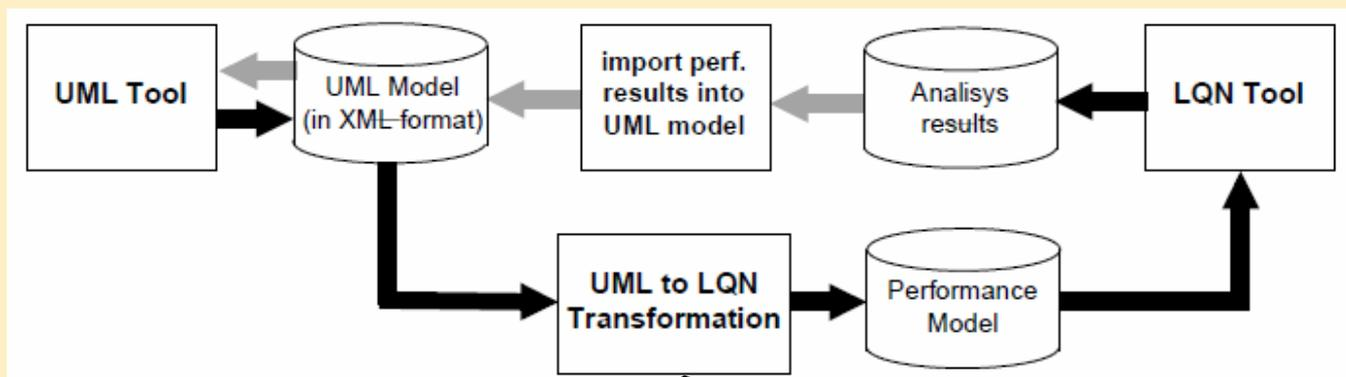 UML Tool
UML Model
(in XML format)
import perf.
results into
UML model
Analisys
results
LQN Tool
UML to LQN
Transformation
Performance
Model